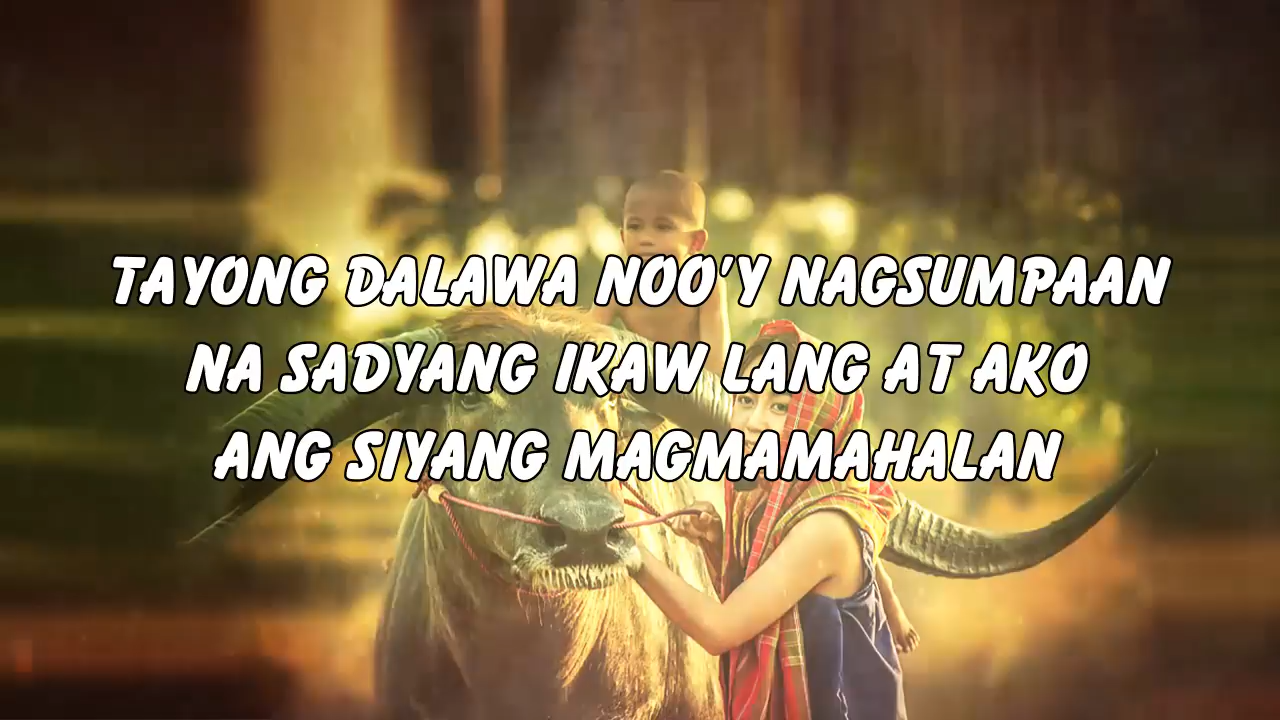 TAYONG DALAWA NOO'Y NAGSUMPAAN
NA SADYANG IKAW LANG AT AKO
ANG SIYANG MAGMAMAHALAN